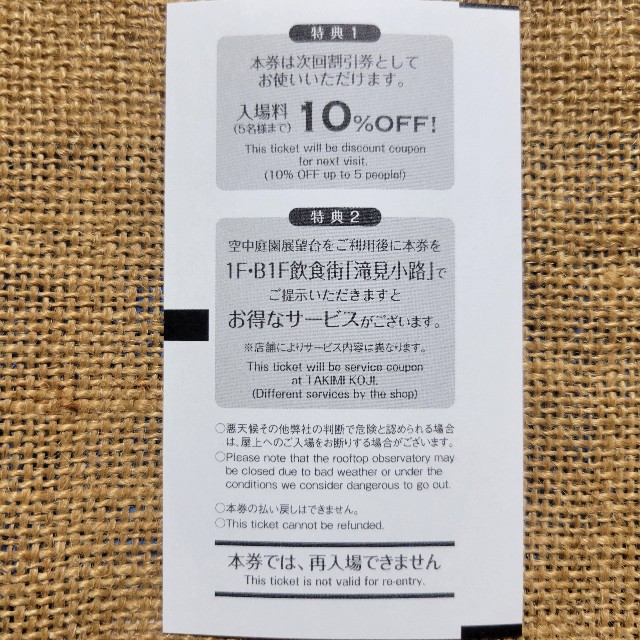 特典1
本券は次回割引券として
お使いいただけます。
入場料
(5名様まで)
10%OFF!
This ticket will be discount coupon
for next visit.
(10% OFF up to 5 people!)
特典2
空中庭園展望台をご利用後に本券を
1F・B1F飲食街「滝見小路」で
ご提示いただきますと
お得なサービスがございます。
※店舗によりサービス内容は異なります。
This ticket will be service coupon
at TAKIMI KOJI.
(Different services by the shop)
○悪天候その他弊社の判断で危険と認められる場合
は、屋上へのご入場をお断りする場合がございます。
○Please note that the rooftop observatory may
be closed due to bad weather or under the
conditions we consider dangerous to go out.
○本券の払い戻しはできません。
○This ticket cannot be refunded.
本券では、再入場できません
This ticket is not valid for re-entry.